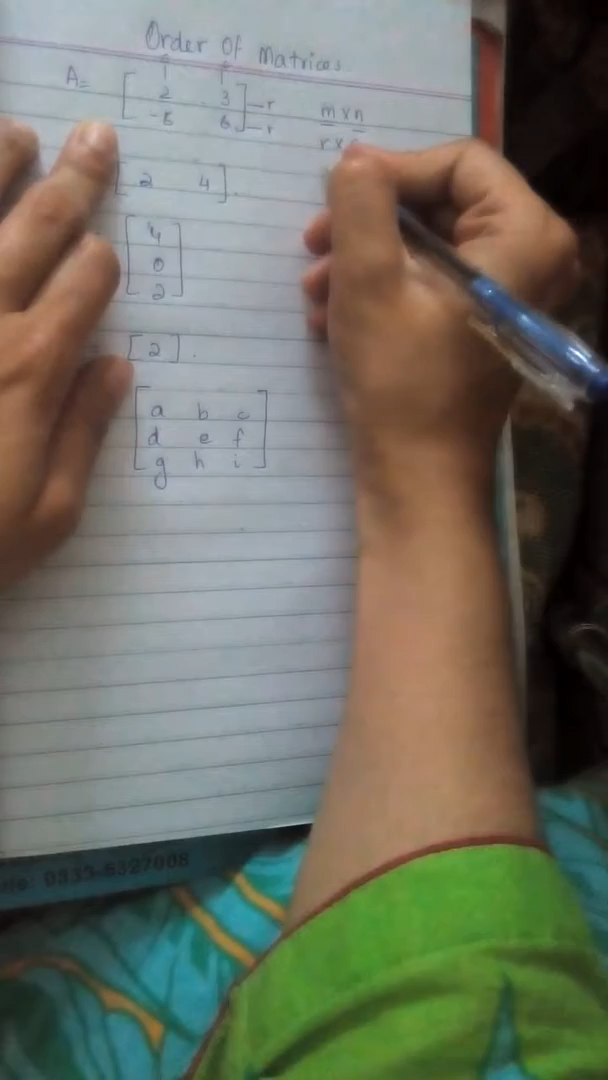 Order Of Matrices
A= [ 2 3 ] – r m x n
[ -5 6 ] – r r x
[ 2 4 ].
[ 4
0
2 ]
[ 2 ].
[ a b c
d e f
g h i ]
0333-5327008